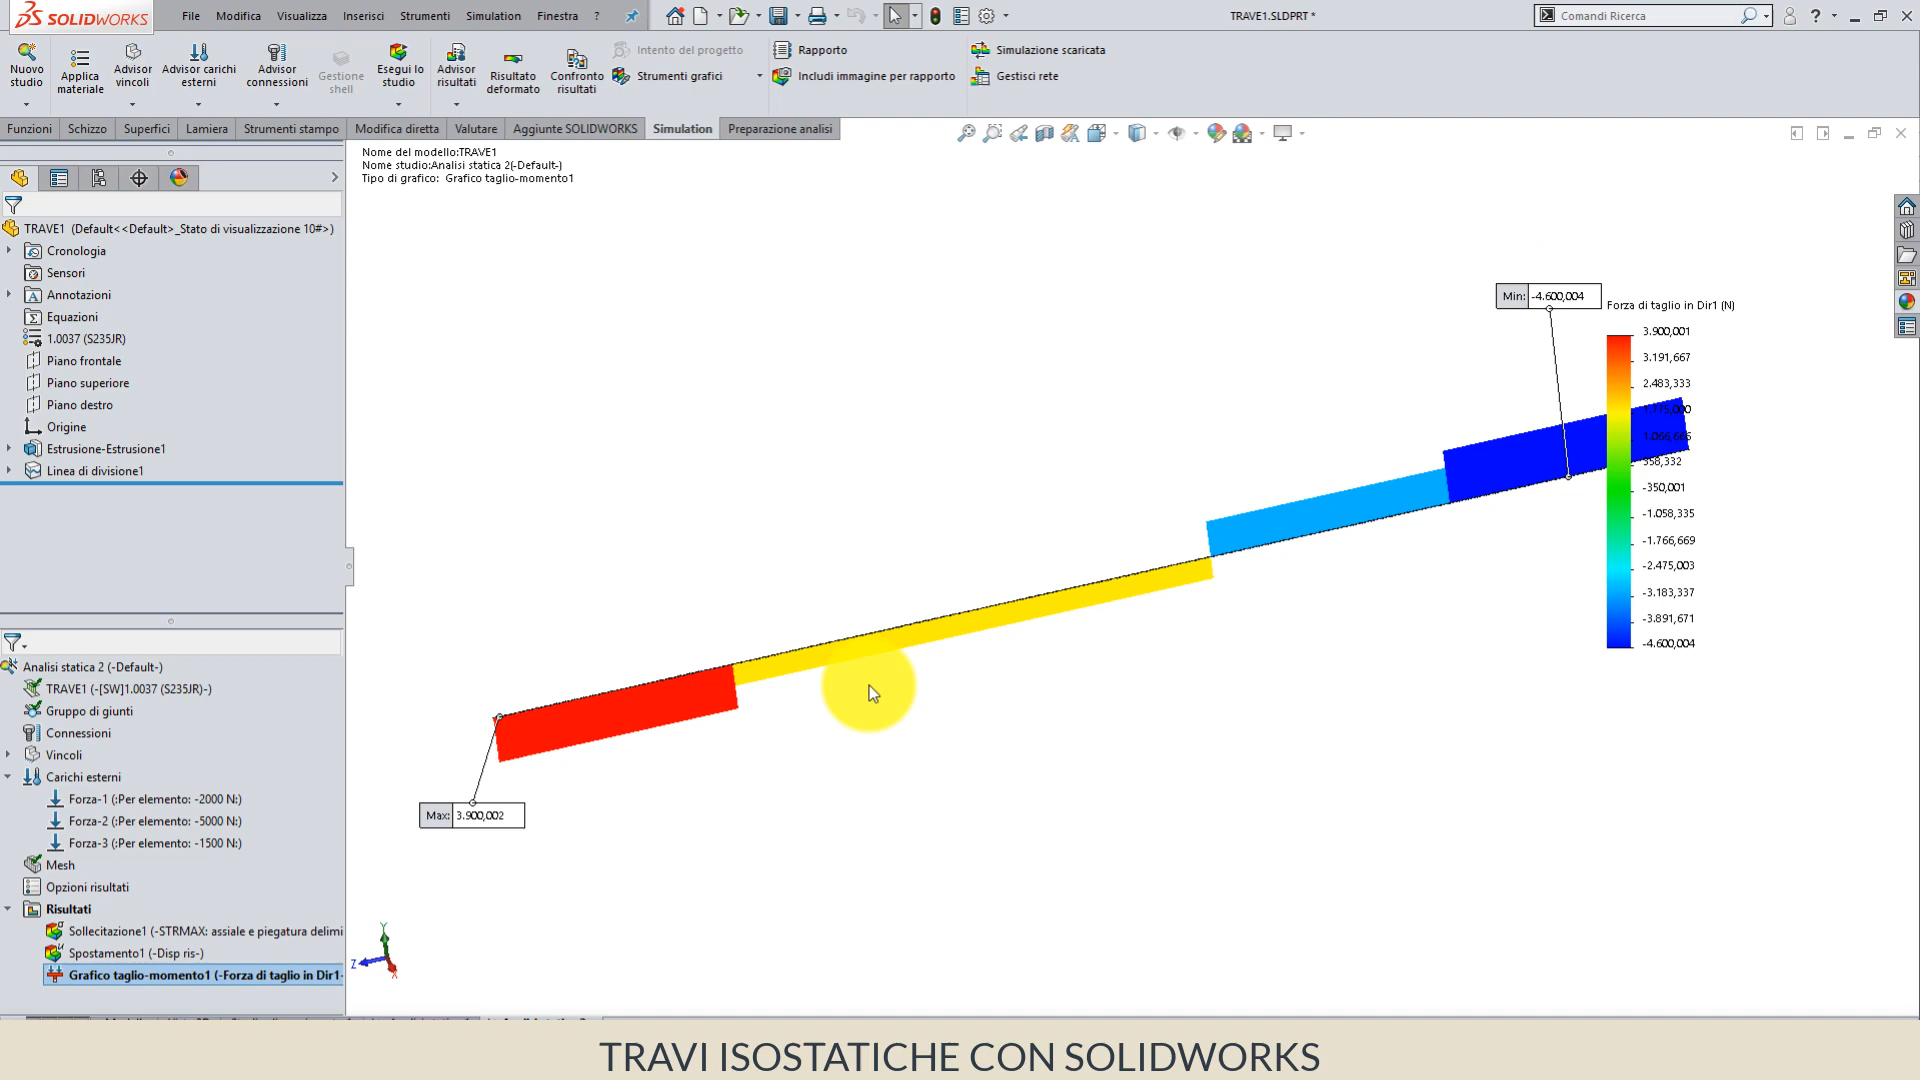 SOLIDWORKS
File Modifica Visualizza Inserisci Strumenti Simulation Finestra ?
TRAVE1.SLDPRT *
Comandi Ricerca
?
Nuovo studio
Applica materiale
Advisor vincoli
Advisor carichi esterni
Advisor connessioni
Gestione shell
Esegui lo studio
Advisor risultati
Risultato deformato
Confronto risultati
Intento del progetto
Strumenti grafici
Rapporto
Includi immagine per rapporto
Simulazione scaricata
Gestisci rete
Funzioni Schizzo Superfici Lamiera Strumenti stampo Modifica diretta Valutare Aggiunte SOLIDWORKS Simulation Preparazione analisi
Nome del modello:TRAVE1
Nome studio:Analisi statica 2(-Default-)
Tipo di grafico: Grafico taglio-momento1
TRAVE1 (Default<<Default>_Stato di visualizzazione 10#>)
Cronologia
Sensori
Annotazioni
Equazioni
1.0037 (S235JR)
Piano frontale
Piano superiore
Piano destro
Origine
Estrusione-Estrusione1
Linea di divisione1
Analisi statica 2 (-Default-)
TRAVE1 (-[SW]1.0037 (S235JR)-)
Gruppo di giunti
Connessioni
Vincoli
Carichi esterni
Forza-1 (:Per elemento: -2000 N:)
Forza-2 (:Per elemento: -5000 N:)
Forza-3 (:Per elemento: -1500 N:)
Mesh
Opzioni risultati
Risultati
Sollecitazione1 (-STRMAX: assiale e piegatura delimi
Spostamento1 (-Disp ris-)
Grafico taglio-momento1 (-Forza di taglio in Dir1-
Min: -4.600,004
Forza di taglio in Dir1 (N)
3.900,001
3.191,667
2.483,333
1.775,000
1.066,666
358,332
-350,001
-1.058,335
-1.766,669
-2.475,003
-3.183,337
-3.891,671
-4.600,004
Max: 3.900,002
Y
Z
X
TRAVI ISOSTATICHE CON SOLIDWORKS